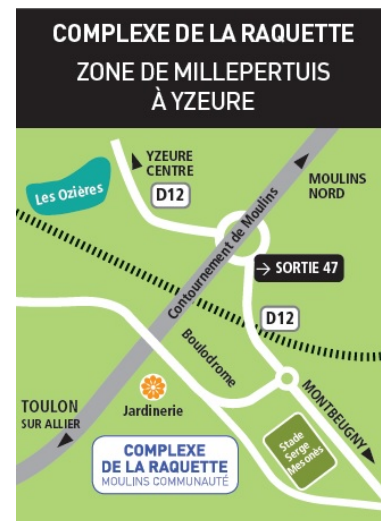 COMPLEXE DE LA RAQUETTE
ZONE DE MILLEPERTUIS
À YZEURE
YZEURE
CENTRE
Les Ozières
D12
MOULINS
NORD
Contournement de Moulins
→ SORTIE 47
D12
Boulodrome
TOULON
SUR ALLIER
Jardinerie
MONTBEUGNY
COMPLEXE
DE LA RAQUETTE
MOULINS COMMUNAUTÉ
Stade
Serge
Mesonès